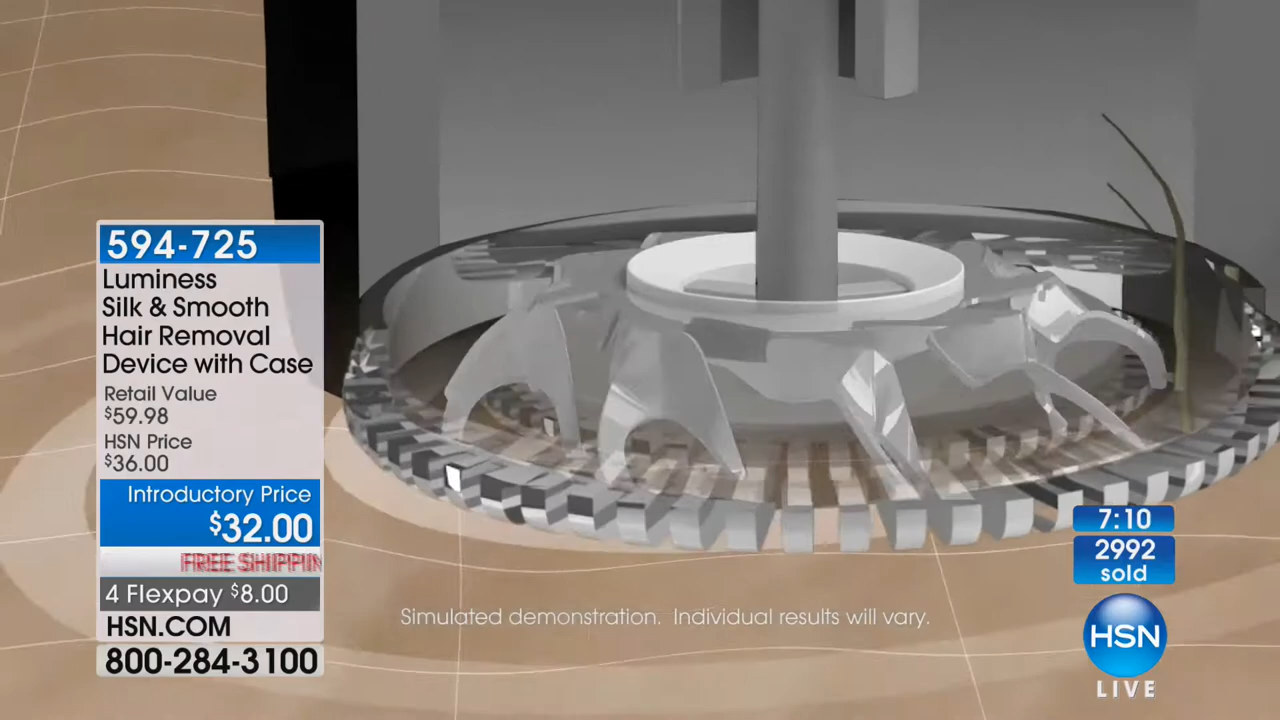 594-725
Luminess
Silk & Smooth
Hair Removal
Device with Case
Retail Value
$59.98
HSN Price
$36.00
Introductory Price
$32.00
FREE
4 Flexpay $8.00
HSN.COM
800-284-3100
Simulated demonstration. Individual results will vary.
7:10
2992
sold
HSN
LIVE